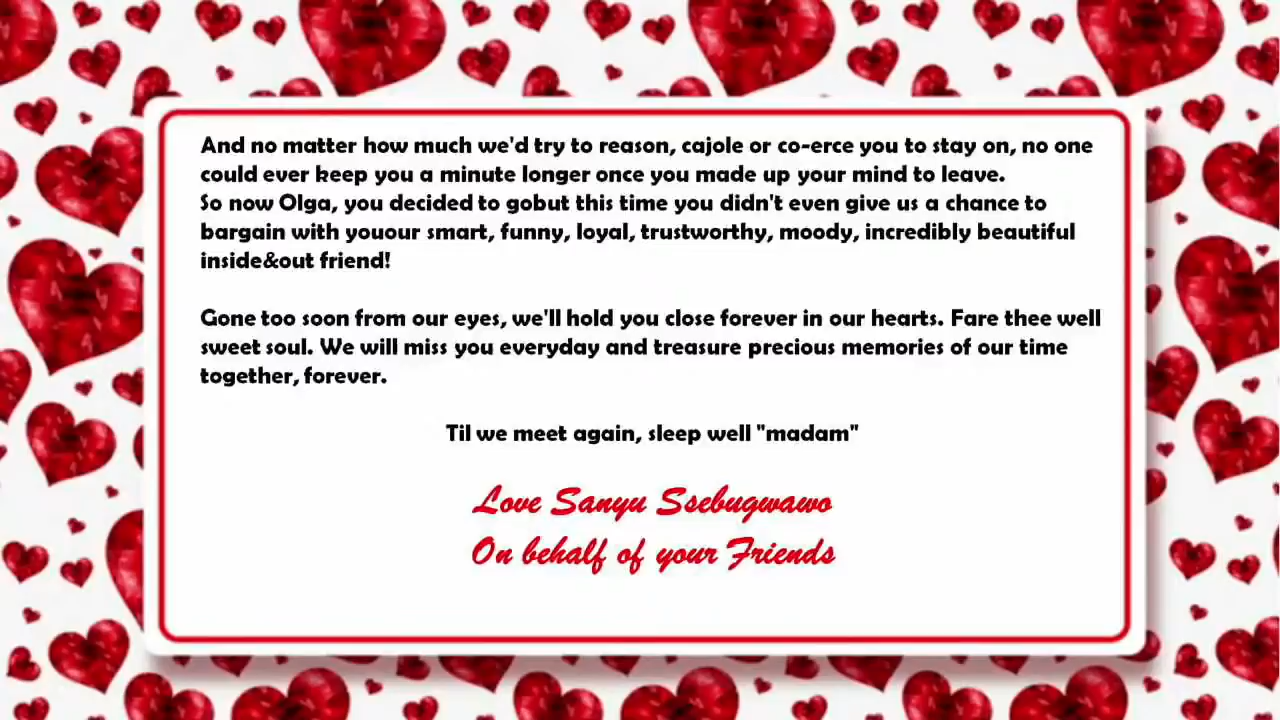 And no matter how much we'd try to reason, cajole or co-erce you to stay on, no one
could ever keep you a minute longer once you made up your mind to leave.
So now Olga, you decided to gobut this time you didn't even give us a chance to
bargain with youour smart, funny, loyal, trustworthy, moody, incredibly beautiful
inside&out friend!
Gone too soon from our eyes, we'll hold you close forever in our hearts. Fare thee well
sweet soul. We will miss you everyday and treasure precious memories of our time
together, forever.
Til we meet again, sleep well "madam"
Love Sanyu Ssebugwawo
On behalf of your Friends